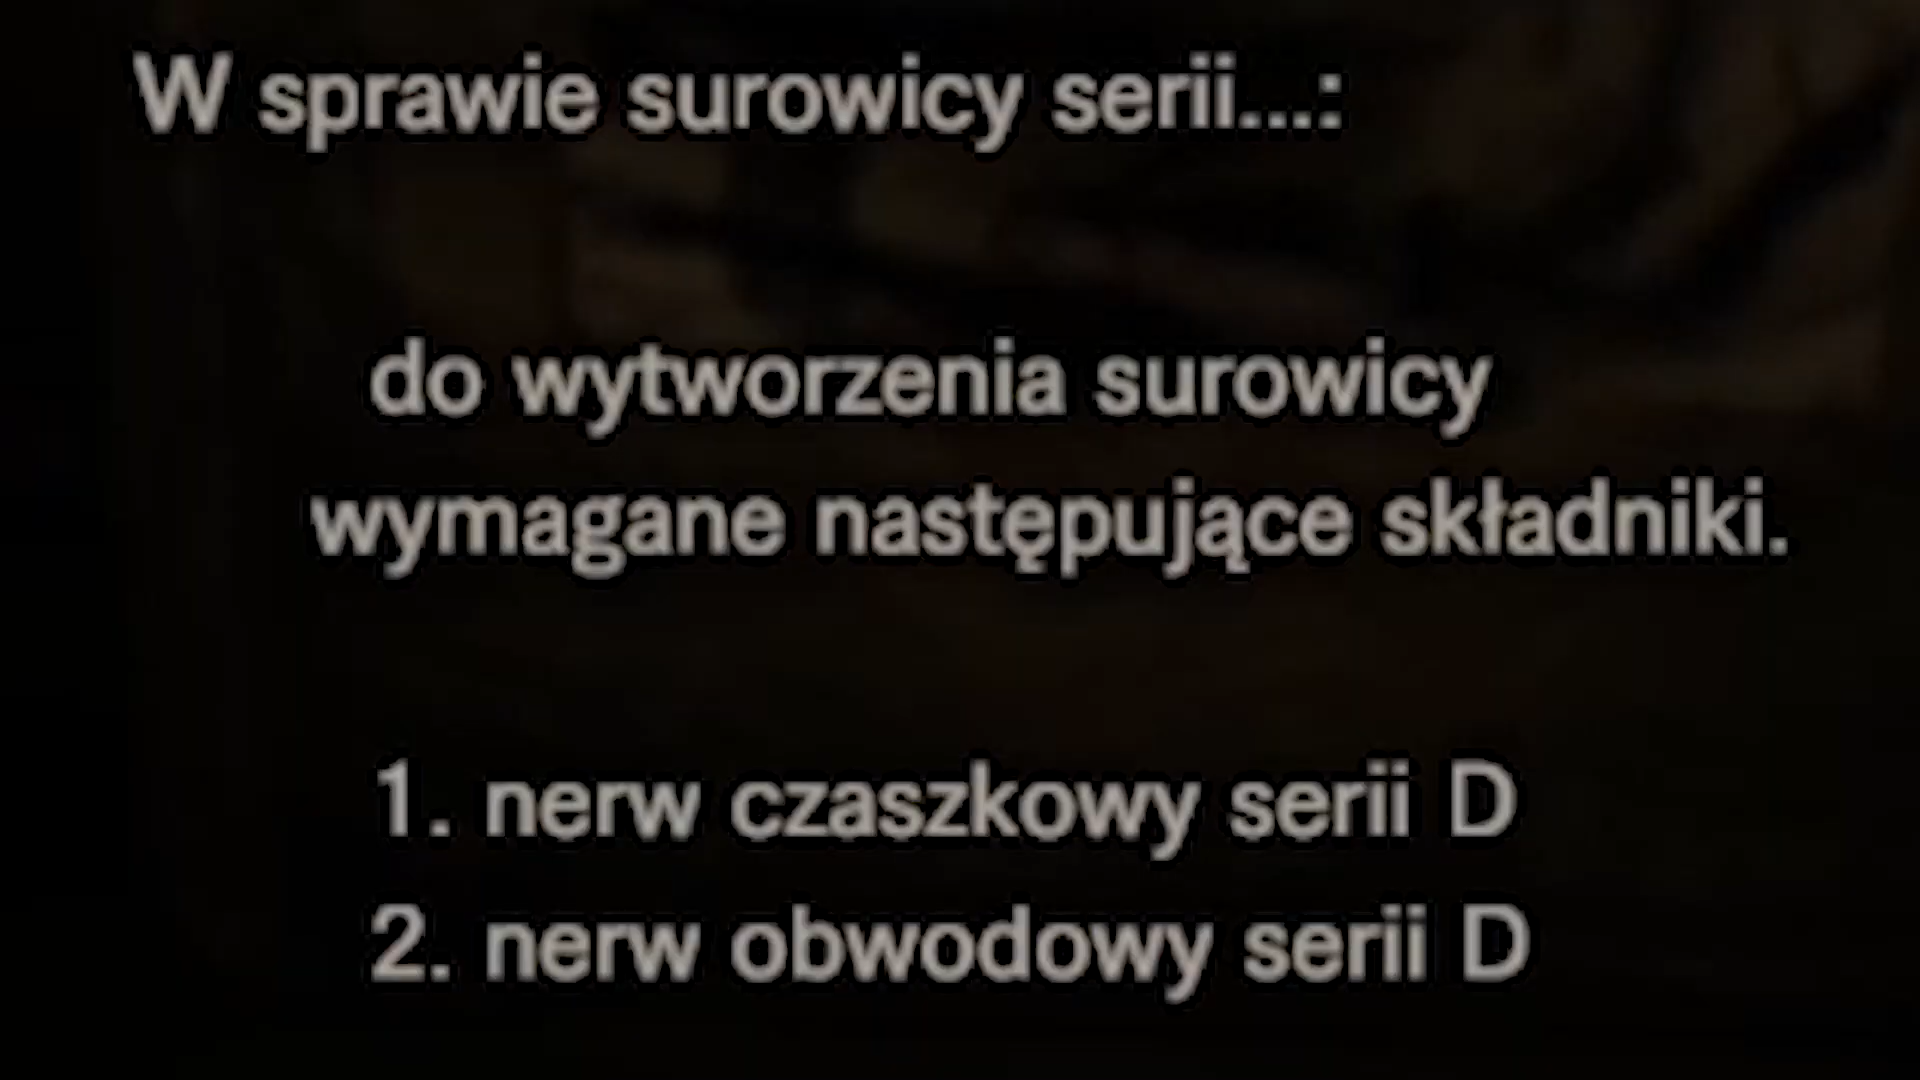 W sprawie surowicy serii...:
do wytworzenia surowicy
wymagane następujące składniki.
1. nerw czaszkowy serii D
2. nerw obwodowy serii D